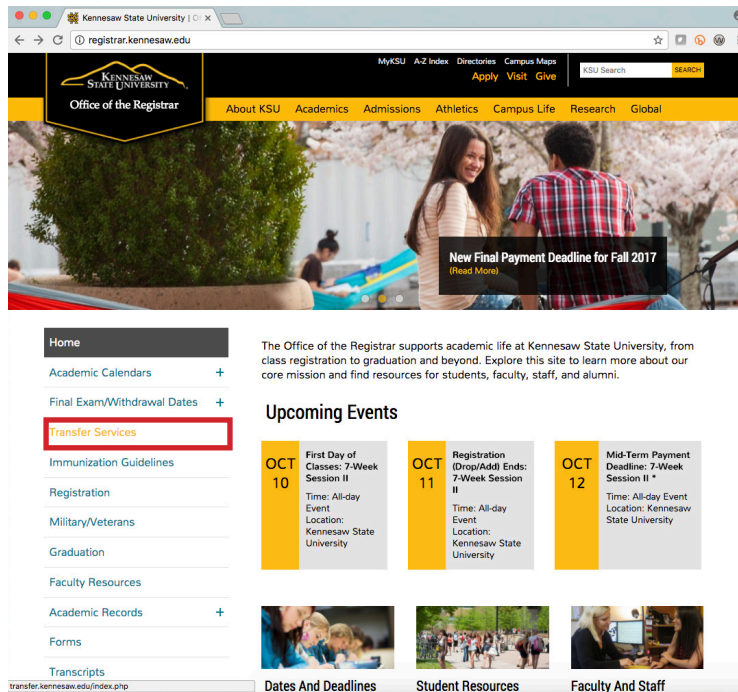 Kennesaw State University | Of
registrar.kennesaw.edu
MyKSU A-Z Index Directories Campus Maps
Apply Visit Give
KSU Search
SEARCH
KENNESAW
STATE UNIVERSITY
Office of the Registrar
About KSU Academics Admissions Athletics Campus Life Research Global
New Final Payment Deadline for Fall 2017
(Read More)
Home
Academic Calendars +
Final Exam/Withdrawal Dates +
Transfer Services
Immunization Guidelines
Registration
Military/Veterans
Graduation
Faculty Resources
Academic Records +
Forms
Transcripts
transfer.kennesaw.edu/index.php
The Office of the Registrar supports academic life at Kennesaw State University, from
class registration to graduation and beyond. Explore this site to learn more about our
core mission and find resources for students, faculty, staff, and alumni.
Upcoming Events
OCT
10
First Day of
Classes: 7-Week
Session II
Time: All-day
Event
Location:
Kennesaw State
University
OCT
11
Registration
(Drop/Add) Ends:
7-Week Session
II
Time: All-day
Event
Location:
Kennesaw State
University
OCT
12
Mid-Term Payment
Deadline: 7-Week
Session II *
Time: All-day Event
Location: Kennesaw
State University
Dates And Deadlines
Student Resources
Faculty And Staff